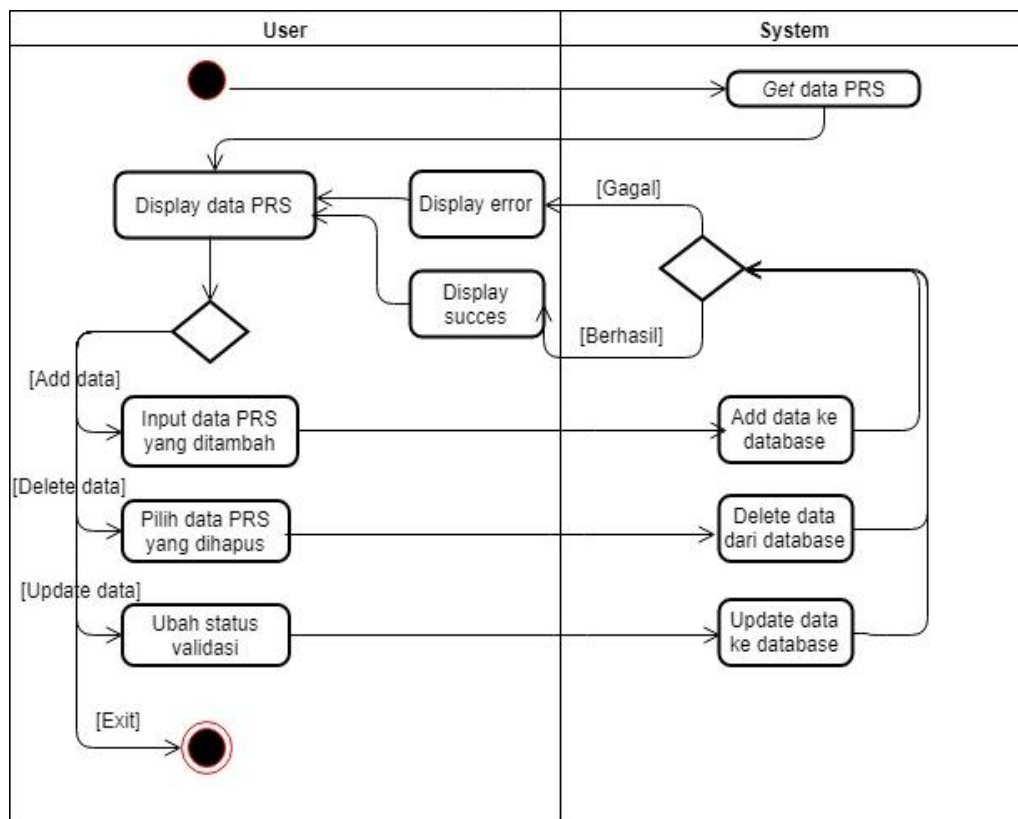 User
System
Get data PRS
Display data PRS
Display error
[Gagal]
Display
succes
[Berhasil]
[Add data]
Input data PRS
yang ditambah
Add data ke
database
[Delete data]
Pilih data PRS
yang dihapus
Delete data
dari database
[Update data]
Ubah status
validasi
Update data
ke database
[Exit]